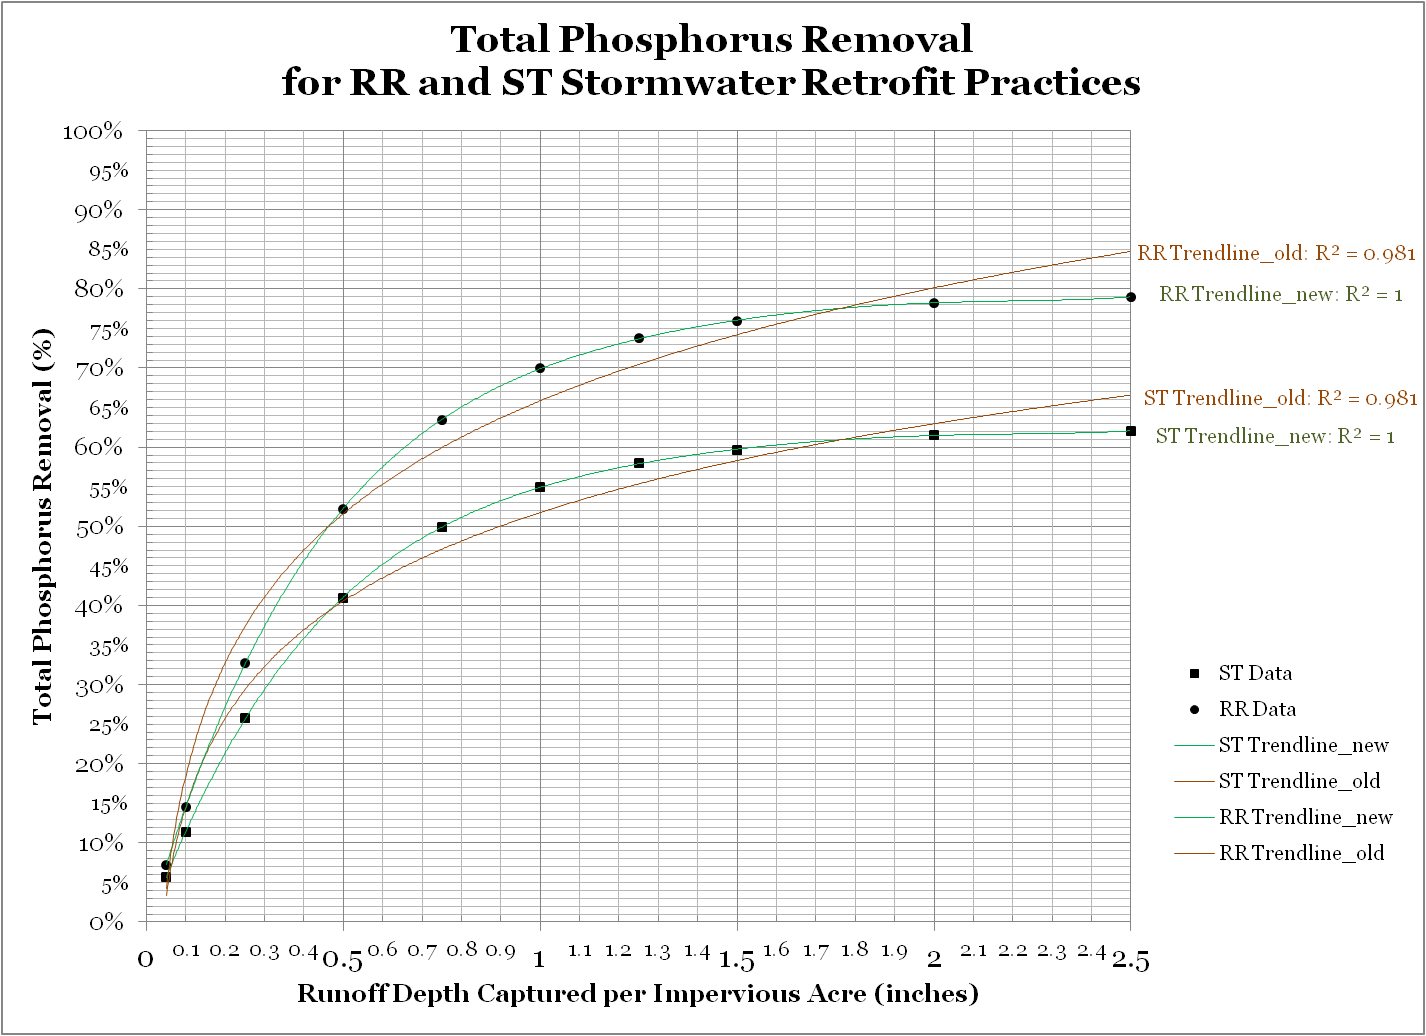 Total Phosphorus Removal
for RR and ST Stormwater Retrofit Practices
Total Phosphorus Removal (%)
100%
95%
90%
85%
80%
75%
70%
65%
60%
55%
50%
45%
40%
35%
30%
25%
20%
15%
10%
5%
0%
RR Trendline_old: R² = 0.981
RR Trendline_new: R² = 1
ST Trendline_old: R² = 0.981
ST Trendline_new: R² = 1
ST Data
RR Data
ST Trendline_new
ST Trendline_old
RR Trendline_new
RR Trendline_old
0 0.1 0.2 0.3 0.4 0.5 0.6 0.7 0.8 0.9 1 1.1 1.2 1.3 1.4 1.5 1.6 1.7 1.8 1.9 2 2.1 2.2 2.3 2.4 2.5
Runoff Depth Captured per Impervious Acre (inches)